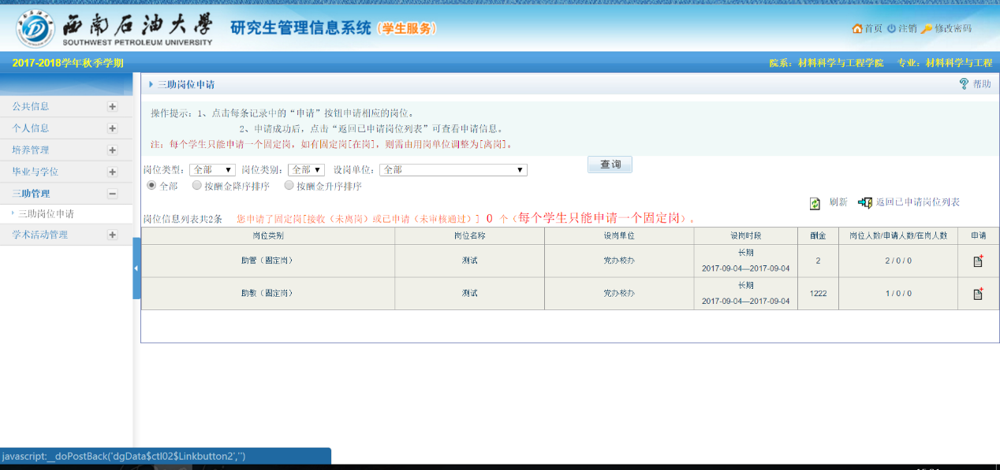 西南石油大学
SOUTHWEST PETROLEUM UNIVERSITY
研究生管理信息系统(学生服务)
首页 注销 修改密码
2017-2018学年秋季学期
院系: 材料科学与工程学院 专业: 材料科学与工程
三助岗位申请
帮助
公共信息
个人信息
培养管理
毕业与学位
三助管理
三助岗位申请
学术活动管理
操作提示: 1、点击每条记录中的“申请”按钮申请相应的岗位。
2、申请成功后, 点击“返回已申请岗位列表”可查看申请信息。
注: 每个学生只能申请一个固定岗, 如有固定岗[在岗], 则需由用岗单位调整为[离岗]。
岗位类型: 全部 岗位类别: 全部 设岗单位: 全部 查询
全部 按酬金降序排序 按酬金升序排序
刷新 返回已申请岗位列表
岗位信息列表共2条 您申请了固定岗[接收（未离岗）或已申请（未审核通过）] 0 个（每个学生只能申请一个固定岗）。
岗位类别 岗位名称 设岗单位 设岗时段 酬金 岗位人数/申请人数/在岗人数 申请
助管（固定岗） 测试 党办校办 长期 2017-09-04—2017-09-04 2 2 / 0 / 0
助教（固定岗） 测试 党办校办 长期 2017-09-04—2017-09-04 1222 1 / 0 / 0
javascript:__doPostBack('dgData$ctl02$Linkbutton2','')